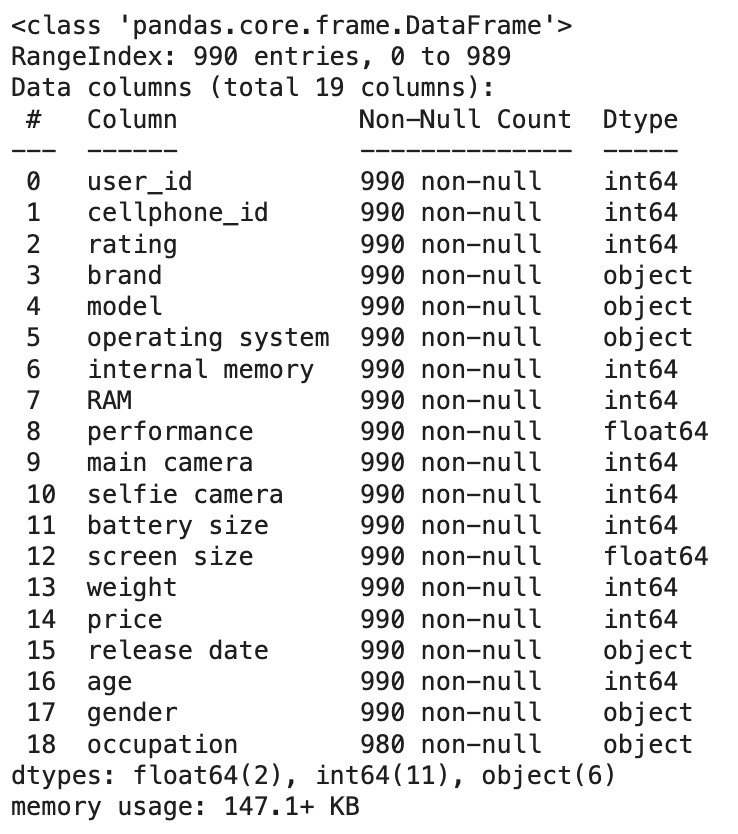 <class 'pandas.core.frame.DataFrame'>
RangeIndex: 990 entries, 0 to 989
Data columns (total 19 columns):
 #   Column            Non-Null Count  Dtype
---  ------            --------------  -----
 0   user_id           990 non-null    int64
 1   cellphone_id      990 non-null    int64
 2   rating            990 non-null    int64
 3   brand             990 non-null    object
 4   model             990 non-null    object
 5   operating system  990 non-null    object
 6   internal memory   990 non-null    int64
 7   RAM               990 non-null    int64
 8   performance       990 non-null    float64
 9   main camera       990 non-null    int64
 10  selfie camera     990 non-null    int64
 11  battery size      990 non-null    int64
 12  screen size       990 non-null    float64
 13  weight            990 non-null    int64
 14  price             990 non-null    int64
 15  release date      990 non-null    object
 16  age               990 non-null    int64
 17  gender            990 non-null    object
 18  occupation        980 non-null    object
dtypes: float64(2), int64(11), object(6)
memory usage: 147.1+ KB